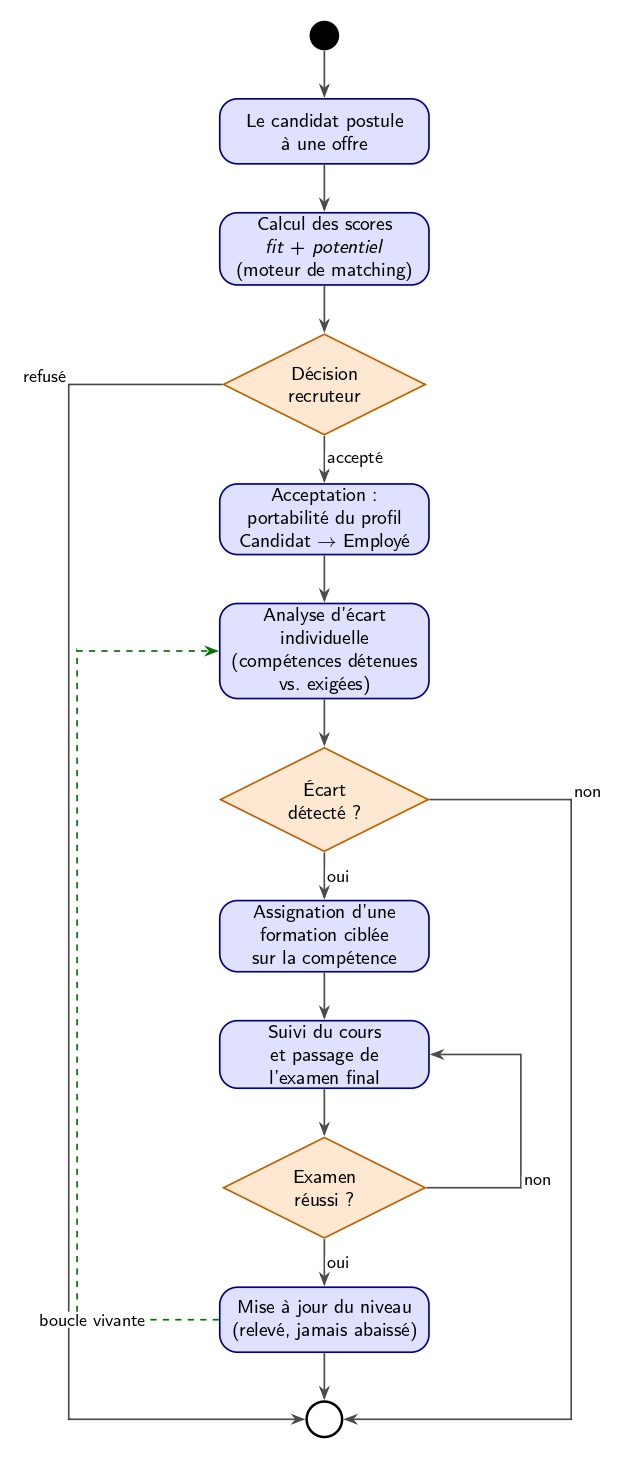 Le candidat postule
à une offre
Calcul des scores
fit + potentiel
(moteur de matching)
refusé
Décision
recruteur
accepté
Acceptation :
portabilité du profil
Candidat → Employé
Analyse d'écart
individuelle
(compétences détenues
vs. exigées)
Écart
détecté ?
non
oui
Assignation d'une
formation ciblée
sur la compétence
Suivi du cours
et passage de
l'examen final
Examen
réussi ?
non
oui
Mise à jour du niveau
(relevé, jamais abaissé)
boucle vivante